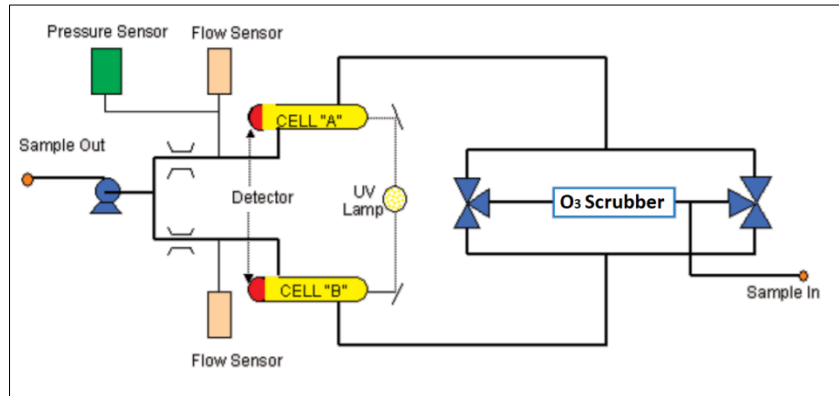 Pressure Sensor
Flow Sensor
CELL "A"
Sample Out
Detector
UV
Lamp
O₃ Scrubber
CELL "B"
Sample In
Flow Sensor